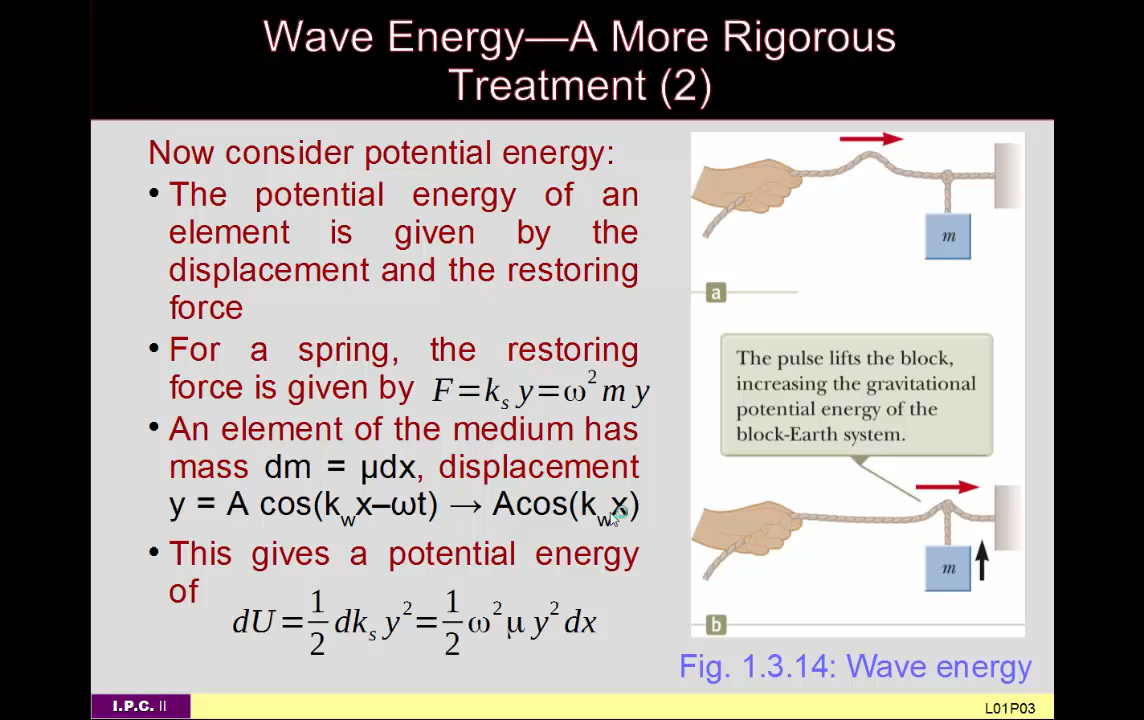 Wave Energy—A More Rigorous
Treatment (2)
Now consider potential energy:
• The potential energy of an
element is given by the
displacement and the restoring
force
• For a spring, the restoring
force is given by F=k_s y=ω² m y
• An element of the medium has
mass dm = μdx, displacement
y = A cos(k_w x–ωt) → Acos(k_w x)
• This gives a potential energy
of
dU = 1/2 dk_s y² = 1/2 ω² μ y² dx
m
a
The pulse lifts the block,
increasing the gravitational
potential energy of the
block-Earth system.
m
b
Fig. 1.3.14: Wave energy
I.P.C. II
L01P03